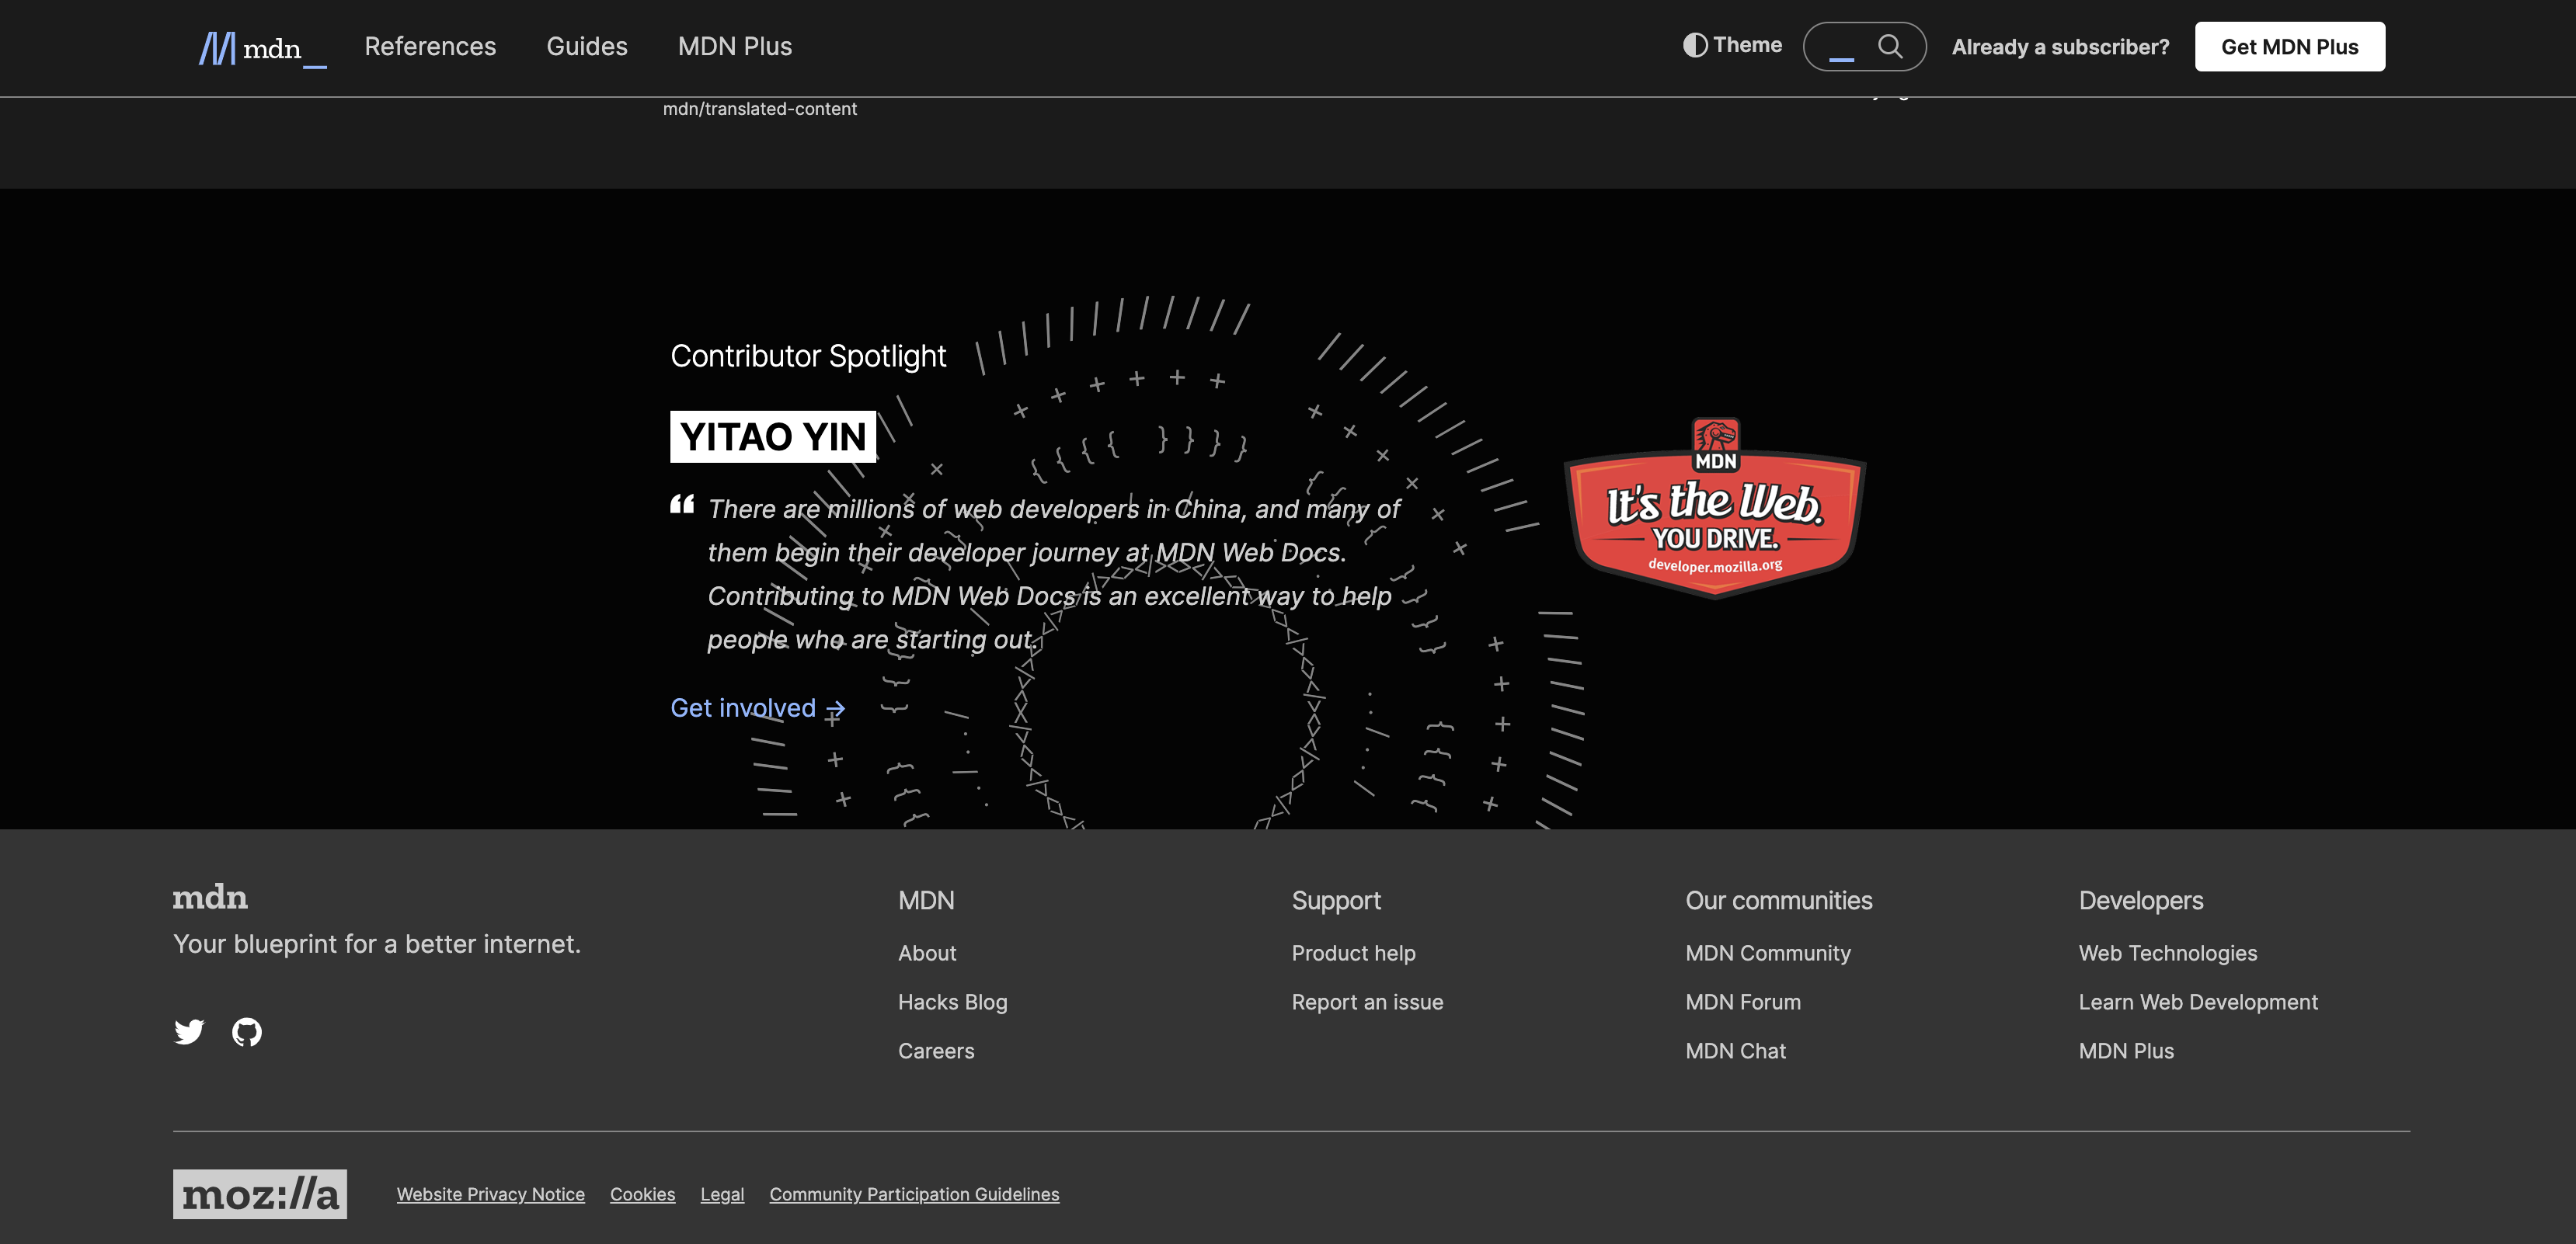 mdn_
References
Guides
MDN Plus
Theme
Already a subscriber?
Get MDN Plus
mdn/translated-content
Contributor Spotlight
YITAO YIN
There are millions of web developers in China, and many of
them begin their developer journey at MDN Web Docs.
Contributing to MDN Web Docs is an excellent way to help
people who are starting out.
Get involved →
MDN
It's the Web.
YOU DRIVE.
developer.mozilla.org
mdn
Your blueprint for a better internet.
MDN
About
Hacks Blog
Careers
Support
Product help
Report an issue
Our communities
MDN Community
MDN Forum
MDN Chat
Developers
Web Technologies
Learn Web Development
MDN Plus
moz://a
Website Privacy Notice
Cookies
Legal
Community Participation Guidelines